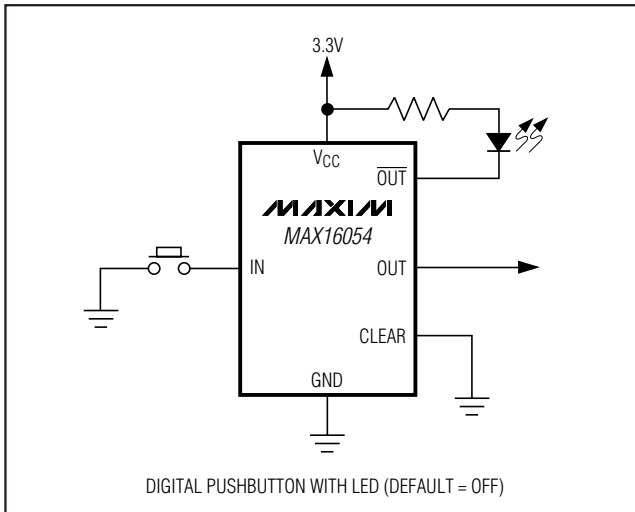 3.3V
VCC
OUT
MAXIM
MAX16054
IN
OUT
CLEAR
GND
DIGITAL PUSHBUTTON WITH LED (DEFAULT = OFF)